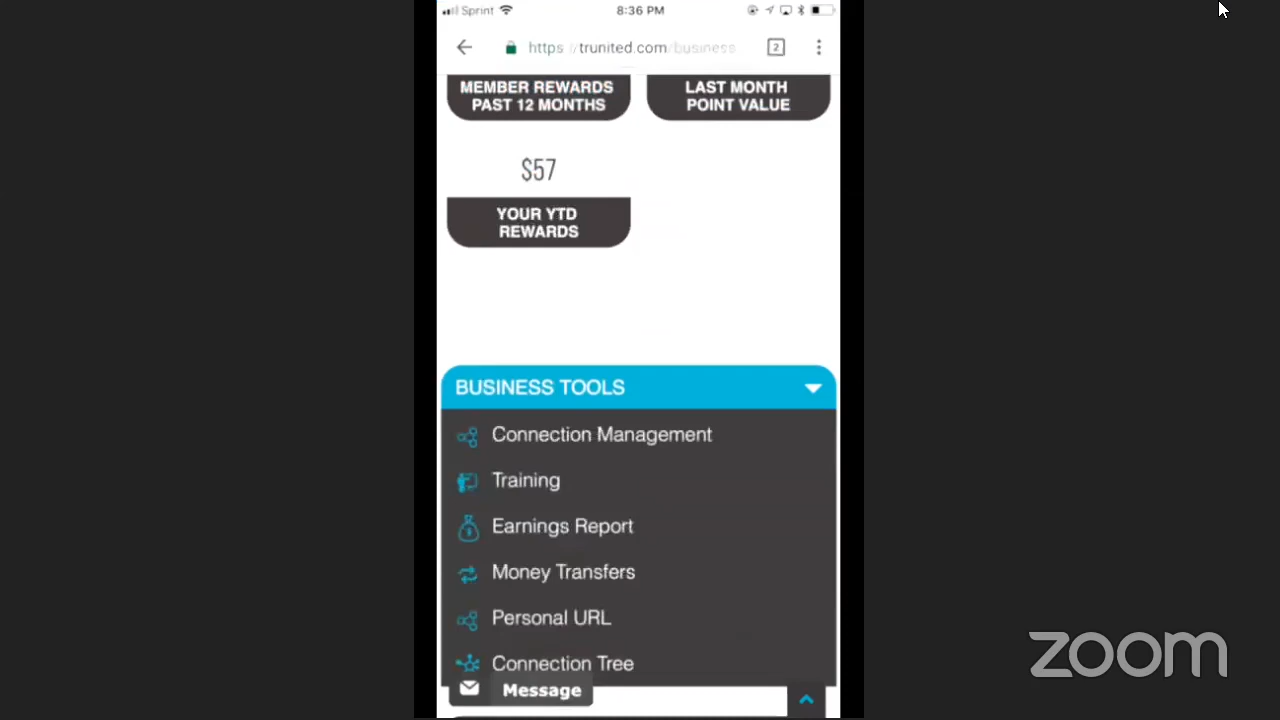 Sprint
8:36 PM
https://trunited.com/business
2
MEMBER REWARDS
PAST 12 MONTHS
LAST MONTH
POINT VALUE
$57
YOUR YTD
REWARDS
BUSINESS TOOLS
Connection Management
Training
Earnings Report
Money Transfers
Personal URL
Connection Tree
Message
zoom